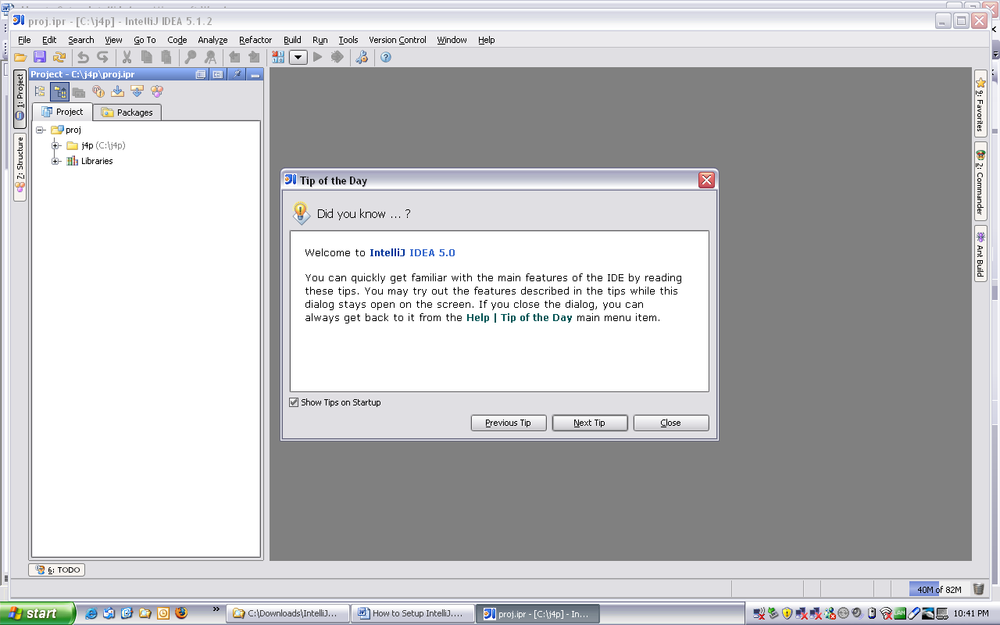 proj.ipr - [C:\j4p] - IntelliJ IDEA 5.1.2
File Edit Search View Go To Code Analyze Refactor Build Run Tools Version Control Window Help
Project - C:\j4p\proj.ipr
1: Project
Z: Structure
Project Packages
proj
j4p (C:\j4p)
Libraries
9: Favorites
2: Commander
Ant Build
Tip of the Day
Did you know ... ?
Welcome to IntelliJ IDEA 5.0
You can quickly get familiar with the main features of the IDE by reading
these tips. You may try out the features described in the tips while this
dialog stays open on the screen. If you close the dialog, you can
always get back to it from the Help | Tip of the Day main menu item.
Show Tips on Startup
Previous Tip Next Tip Close
6: TODO
40M of 82M
start
C:\Downloads\IntelliJ...
How to Setup IntelliJ....
proj.ipr - [C:\j4p] - In...
10:41 PM